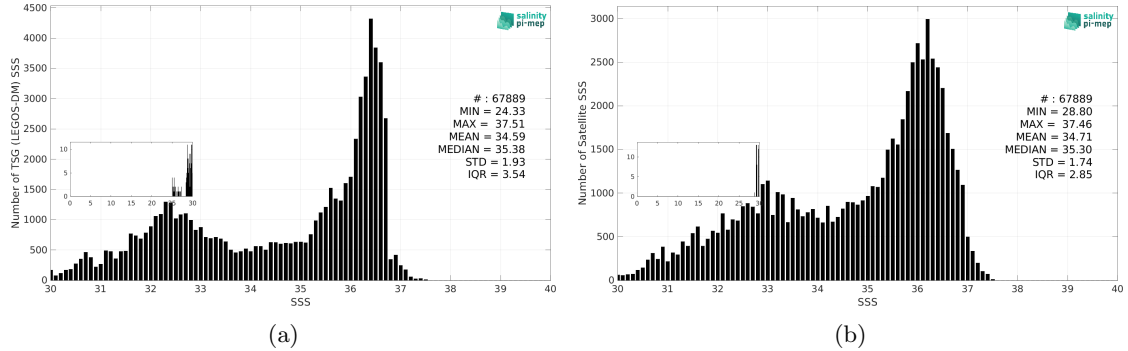 salinity
pi-mep
Number of TSG (LEGOS-DM) SSS
4500
4000
3500
3000
2500
2000
1500
1000
500
0
# : 67889
MIN = 24.33
MAX = 37.51
MEAN = 34.59
MEDIAN = 35.38
STD = 1.93
IQR = 3.54
10
5
0
0 5 10 15 20 25 30
30 31 32 33 34 35 36 37 38 39 40
SSS
(a)
salinity
pi-mep
Number of Satellite SSS
3000
2500
2000
1500
1000
500
0
# : 67889
MIN = 28.80
MAX = 37.46
MEAN = 34.71
MEDIAN = 35.30
STD = 1.74
IQR = 2.85
10
5
0
0 5 10 15 20 25 30
30 31 32 33 34 35 36 37 38 39 40
SSS
(b)